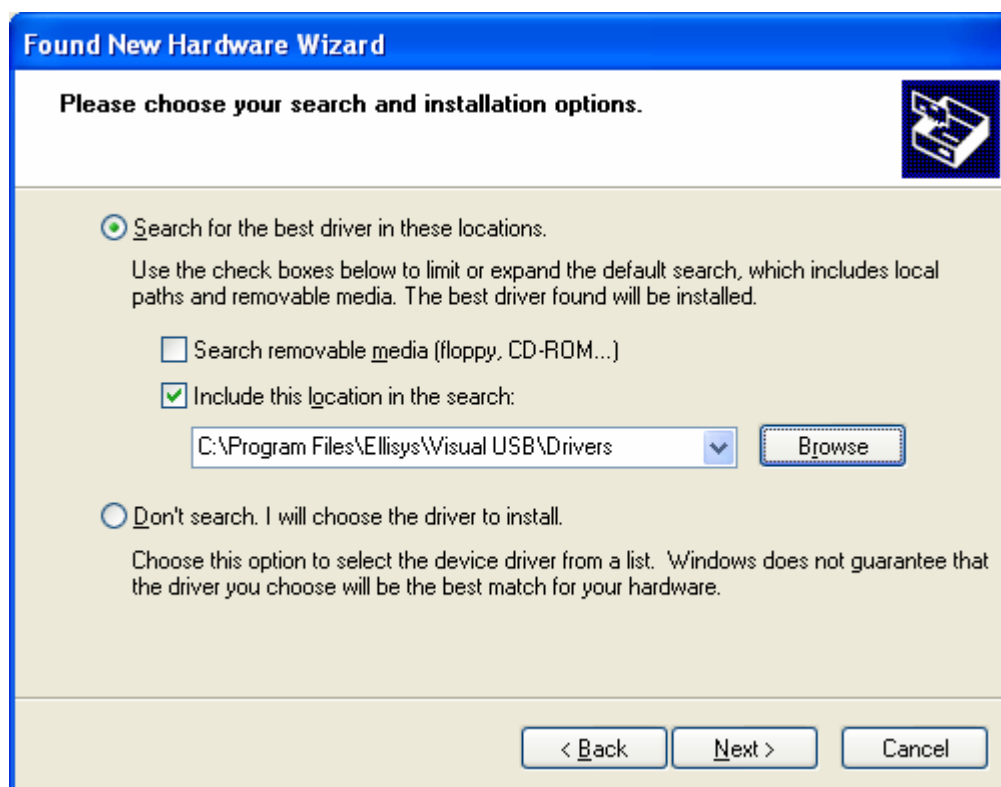 Found New Hardware Wizard
Please choose your search and installation options.
Search for the best driver in these locations.
Use the check boxes below to limit or expand the default search, which includes local
paths and removable media. The best driver found will be installed.
Search removable media (floppy, CD-ROM...)
Include this location in the search:
C:\Program Files\Ellisys\Visual USB\Drivers
Browse
Don't search. I will choose the driver to install.
Choose this option to select the device driver from a list.  Windows does not guarantee that
the driver you choose will be the best match for your hardware.
< Back
Next >
Cancel